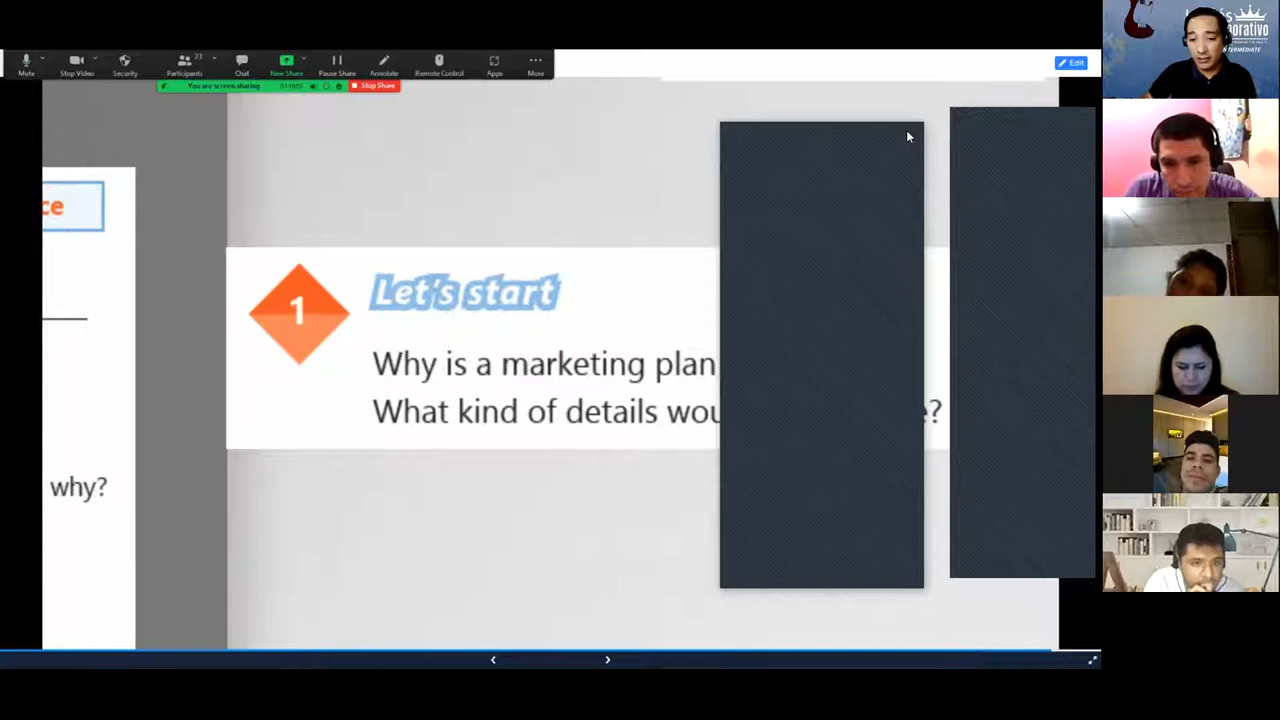 Mute
Stop Video
Security
Participants
23
Chat
New Share
Pause Share
Annotate
Remote Control
Apps
More
You are screen sharing
Stop Share
Edit
ce
1
Let's start
Why is a marketing plan
What kind of details wou
e?
why?